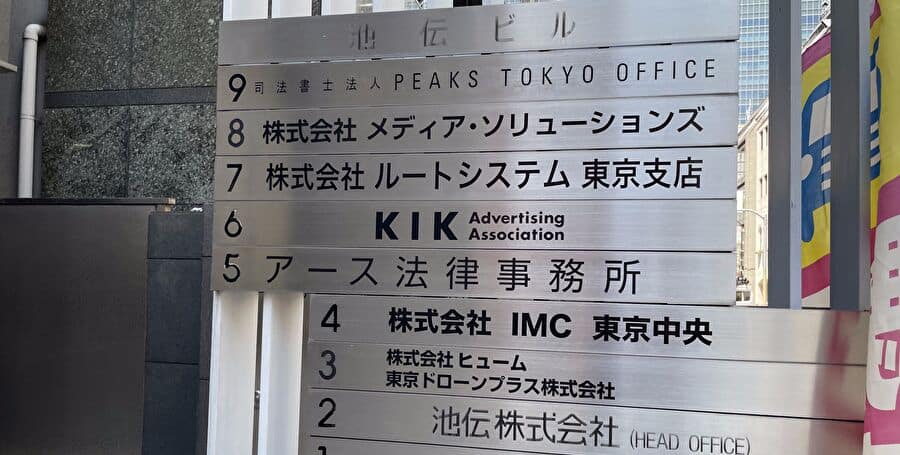 池伝ビル
9 司法書士法人 PEAKS TOKYO OFFICE
8 株式会社 メディア・ソリューションズ
7 株式会社 ルートシステム 東京支店
6 KIK Advertising Association
5 アース法律事務所
4 株式会社 IMC 東京中央
3 株式会社 ヒューム
東京ドローンプラス株式会社
2 池伝株式会社 (HEAD OFFICE)
1